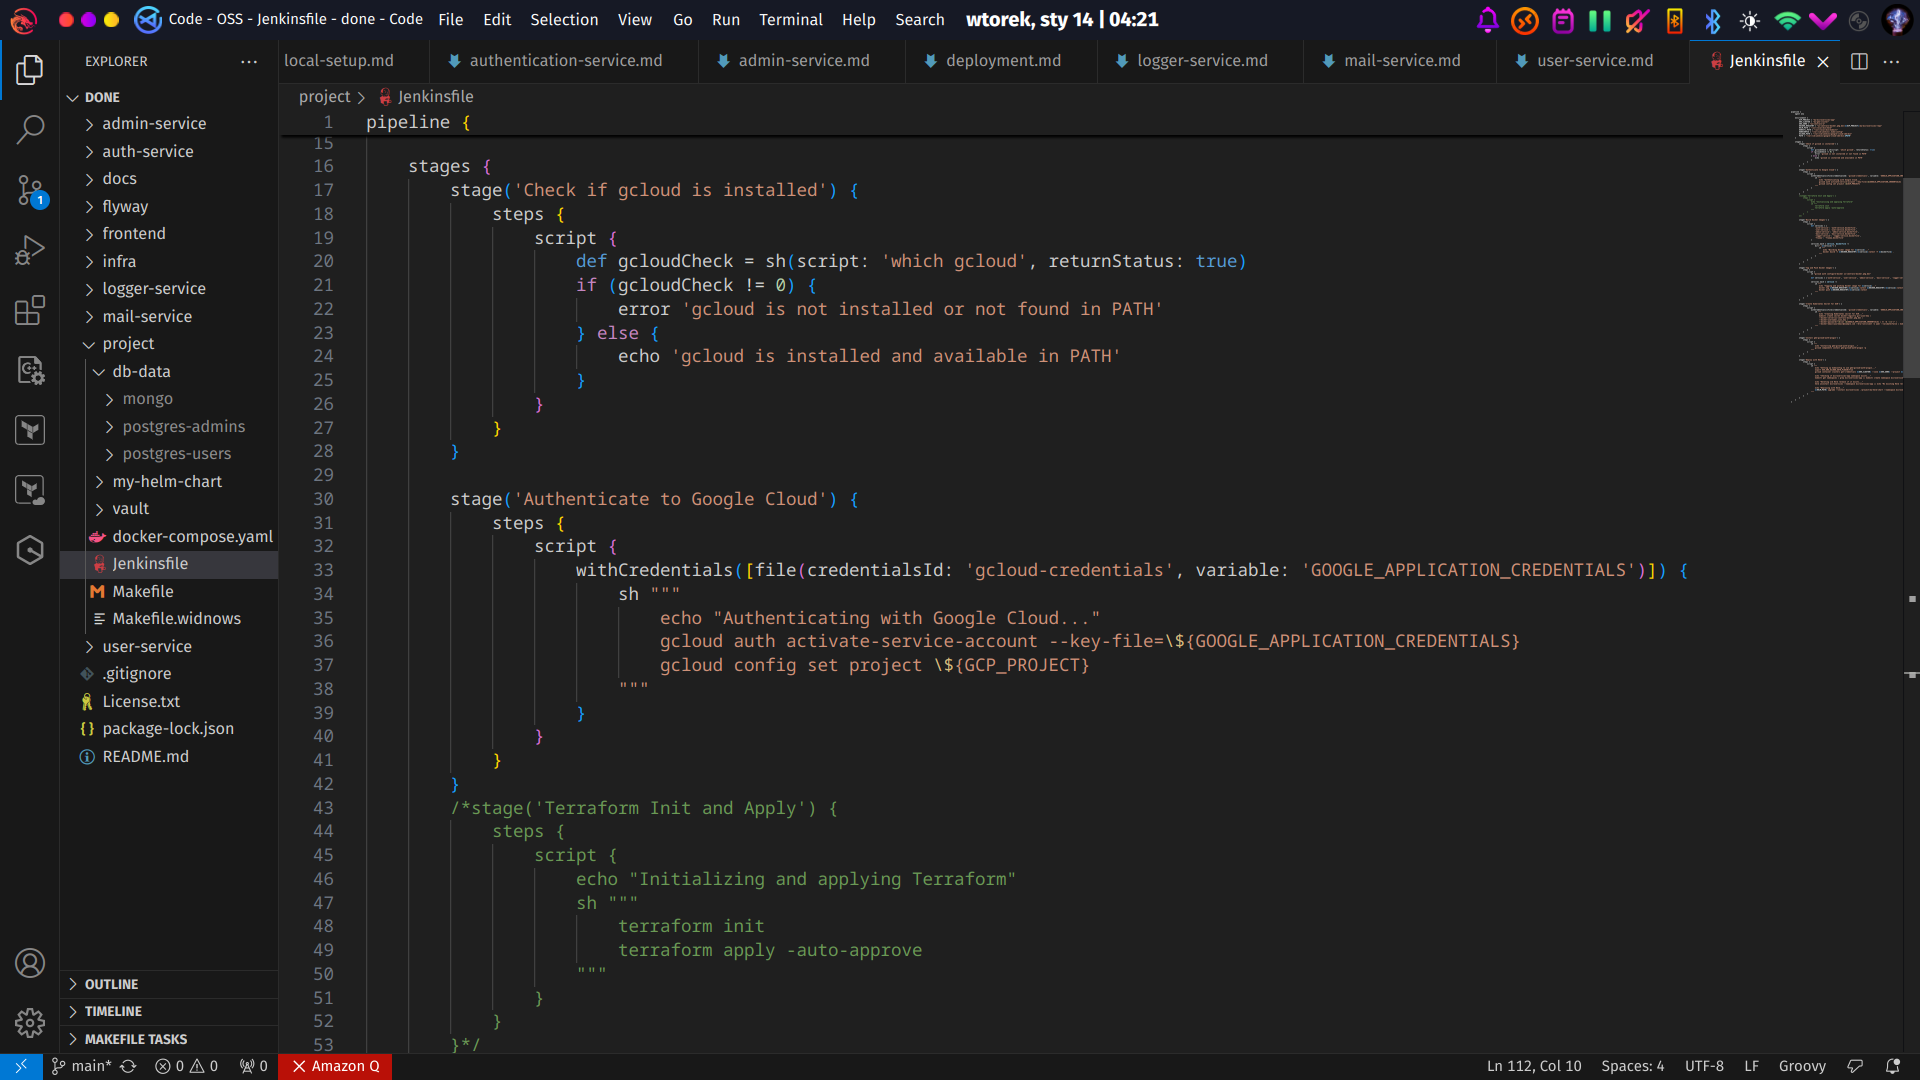 Code - OSS - Jenkinsfile - done - Code File Edit Selection View Go Run Terminal Help Search wtorek, sty 14 | 04:21
EXPLORER
DONE
admin-service
auth-service
docs
flyway
frontend
infra
logger-service
mail-service
project
db-data
mongo
postgres-admins
postgres-users
my-helm-chart
vault
docker-compose.yaml
Jenkinsfile
Makefile
Makefile.widnows
user-service
.gitignore
License.txt
package-lock.json
README.md
OUTLINE
TIMELINE
MAKEFILE TASKS
1
local-setup.md authentication-service.md admin-service.md deployment.md logger-service.md mail-service.md user-service.md Jenkinsfile
project > Jenkinsfile
1 pipeline {
15
16 stages {
17 stage('Check if gcloud is installed') {
18 steps {
19 script {
20 def gcloudCheck = sh(script: 'which gcloud', returnStatus: true)
21 if (gcloudCheck != 0) {
22 error 'gcloud is not installed or not found in PATH'
23 } else {
24 echo 'gcloud is installed and available in PATH'
25 }
26 }
27 }
28 }
29
30 stage('Authenticate to Google Cloud') {
31 steps {
32 script {
33 withCredentials([file(credentialsId: 'gcloud-credentials', variable: 'GOOGLE_APPLICATION_CREDENTIALS')]) {
34 sh """
35 echo "Authenticating with Google Cloud..."
36 gcloud auth activate-service-account --key-file=\${GOOGLE_APPLICATION_CREDENTIALS}
37 gcloud config set project \${GCP_PROJECT}
38 """
39 }
40 }
41 }
42 }
43 /*stage('Terraform Init and Apply') {
44 steps {
45 script {
46 echo "Initializing and applying Terraform"
47 sh """
48 terraform init
49 terraform apply -auto-approve
50 """
51 }
52 }
53 }*/
main* 0 0 0 Amazon Q Ln 112, Col 10 Spaces: 4 UTF-8 LF Groovy